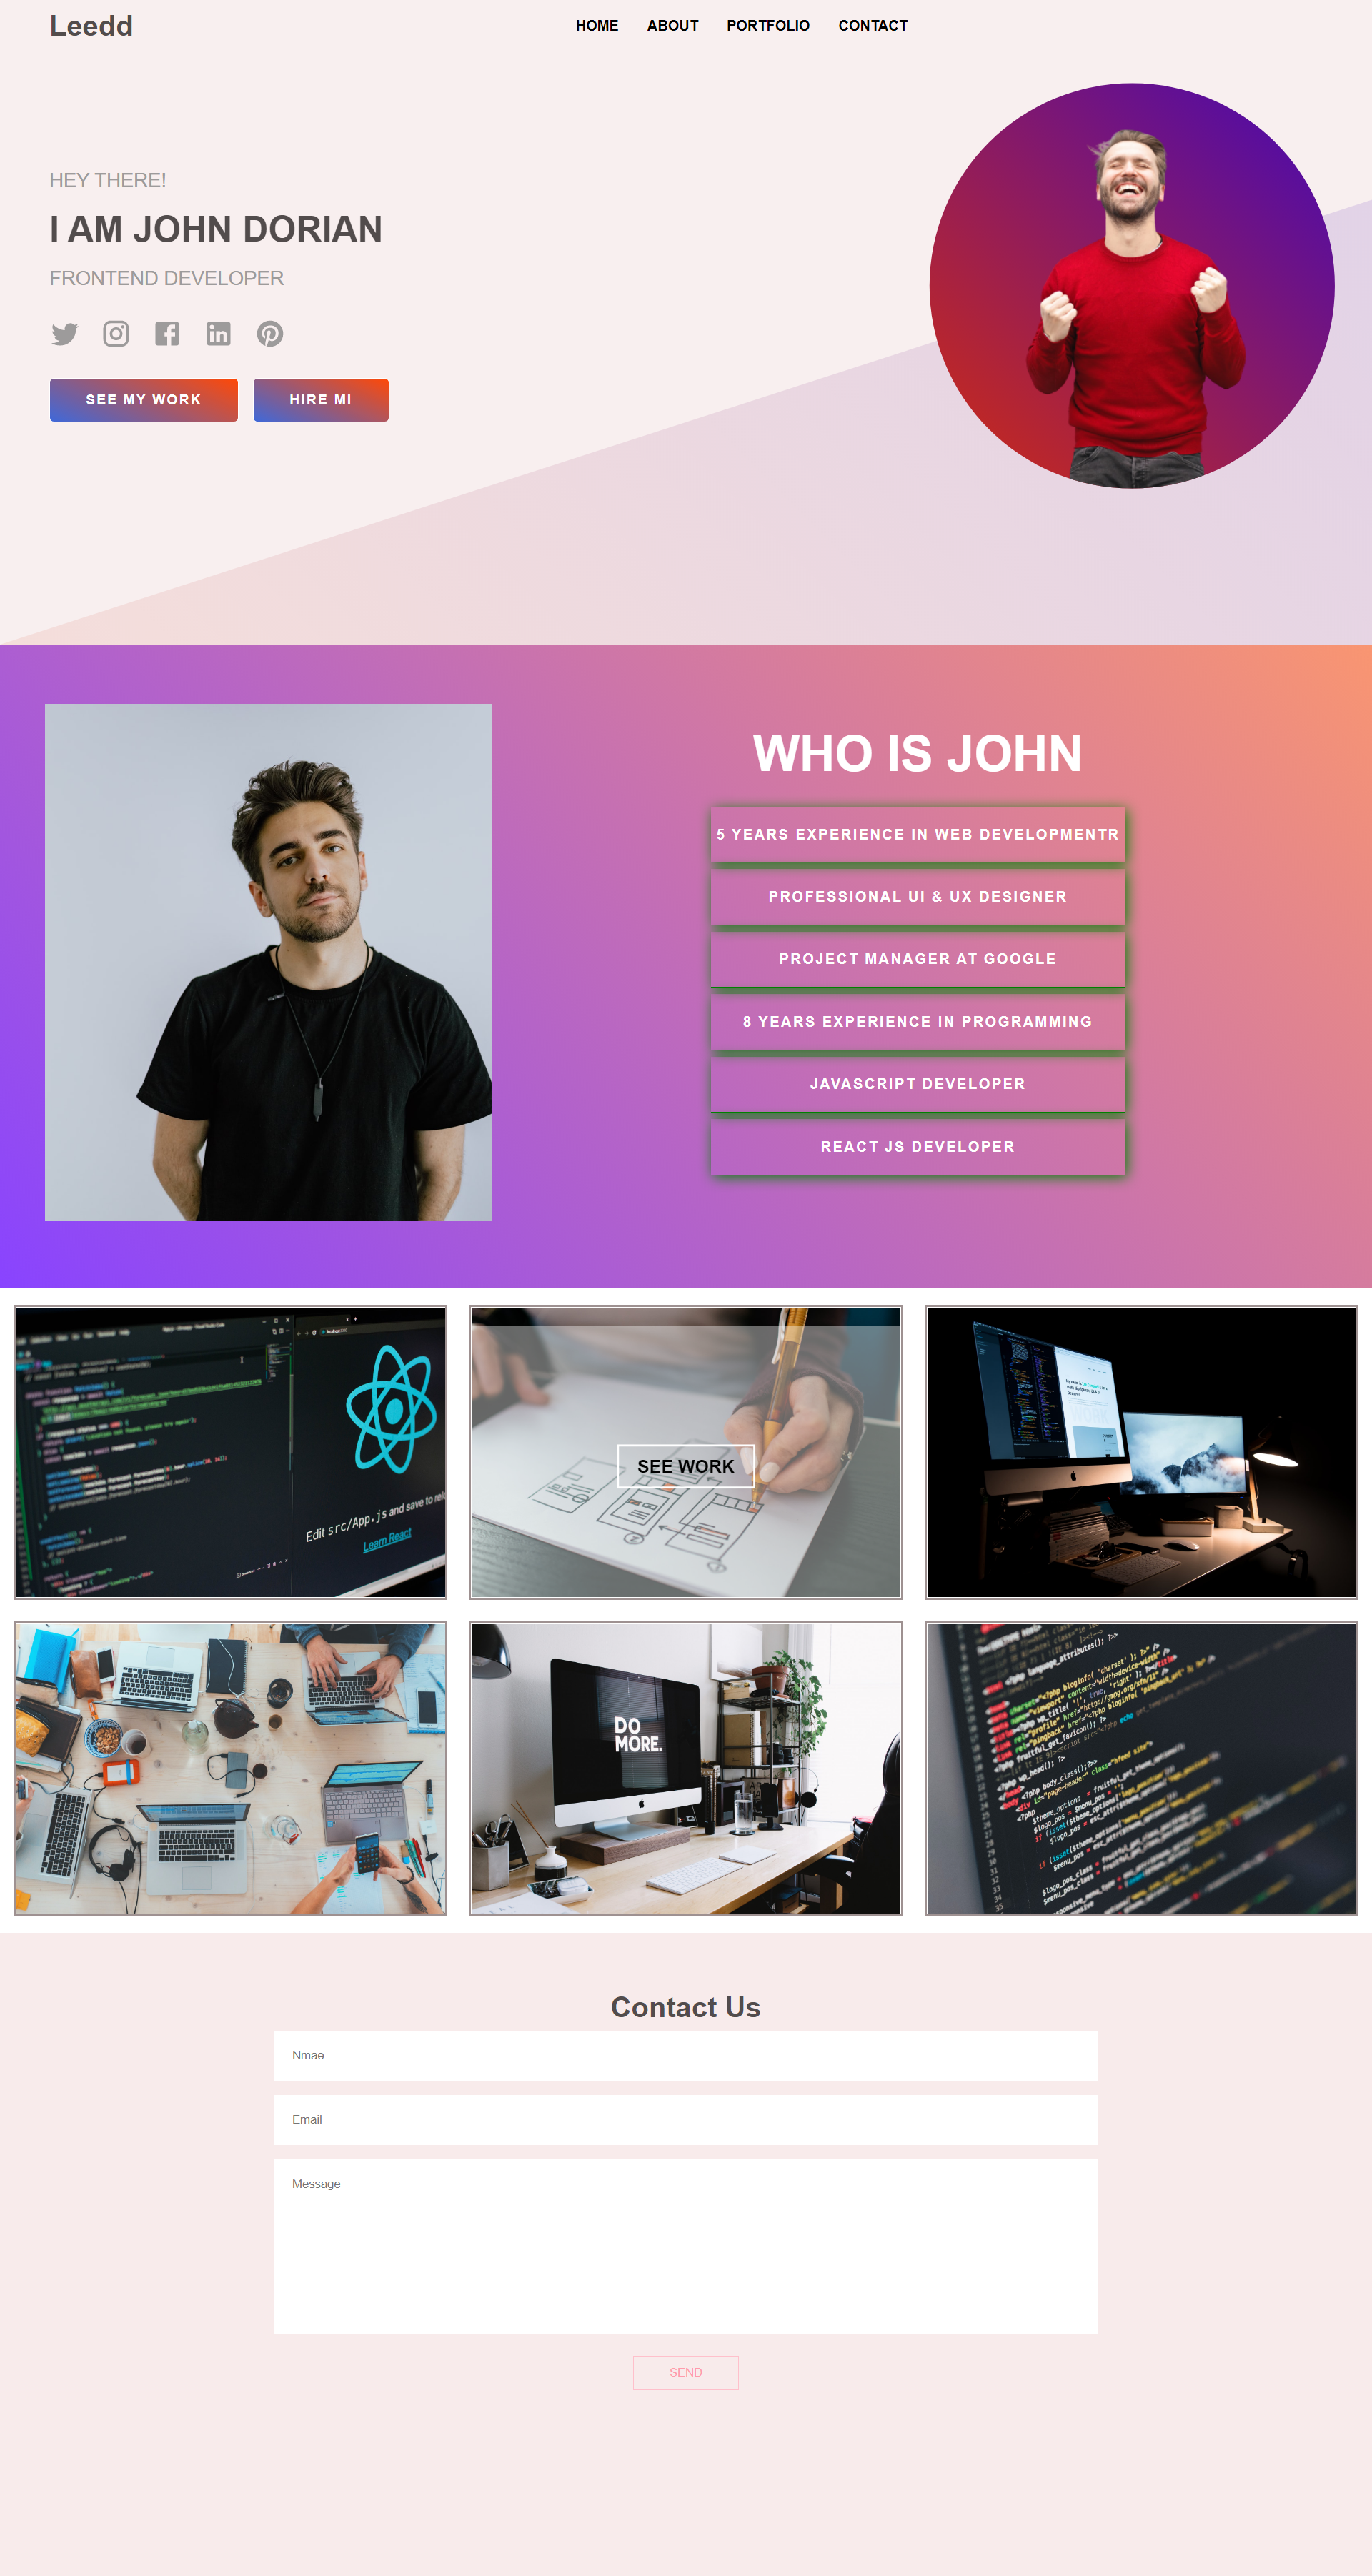 Leedd
HOME ABOUT PORTFOLIO CONTACT
HEY THERE!
I AM JOHN DORIAN
FRONTEND DEVELOPER
SEE MY WORK HIRE MI
WHO IS JOHN
5 YEARS EXPERIENCE IN WEB DEVELOPMENTR
PROFESSIONAL UI & UX DESIGNER
PROJECT MANAGER AT GOOGLE
8 YEARS EXPERIENCE IN PROGRAMMING
JAVASCRIPT DEVELOPER
REACT JS DEVELOPER
Edit src/App.js and save to relo
Learn React
SEE WORK
DO
MORE.
Contact Us
Nmae
Email
Message
SEND